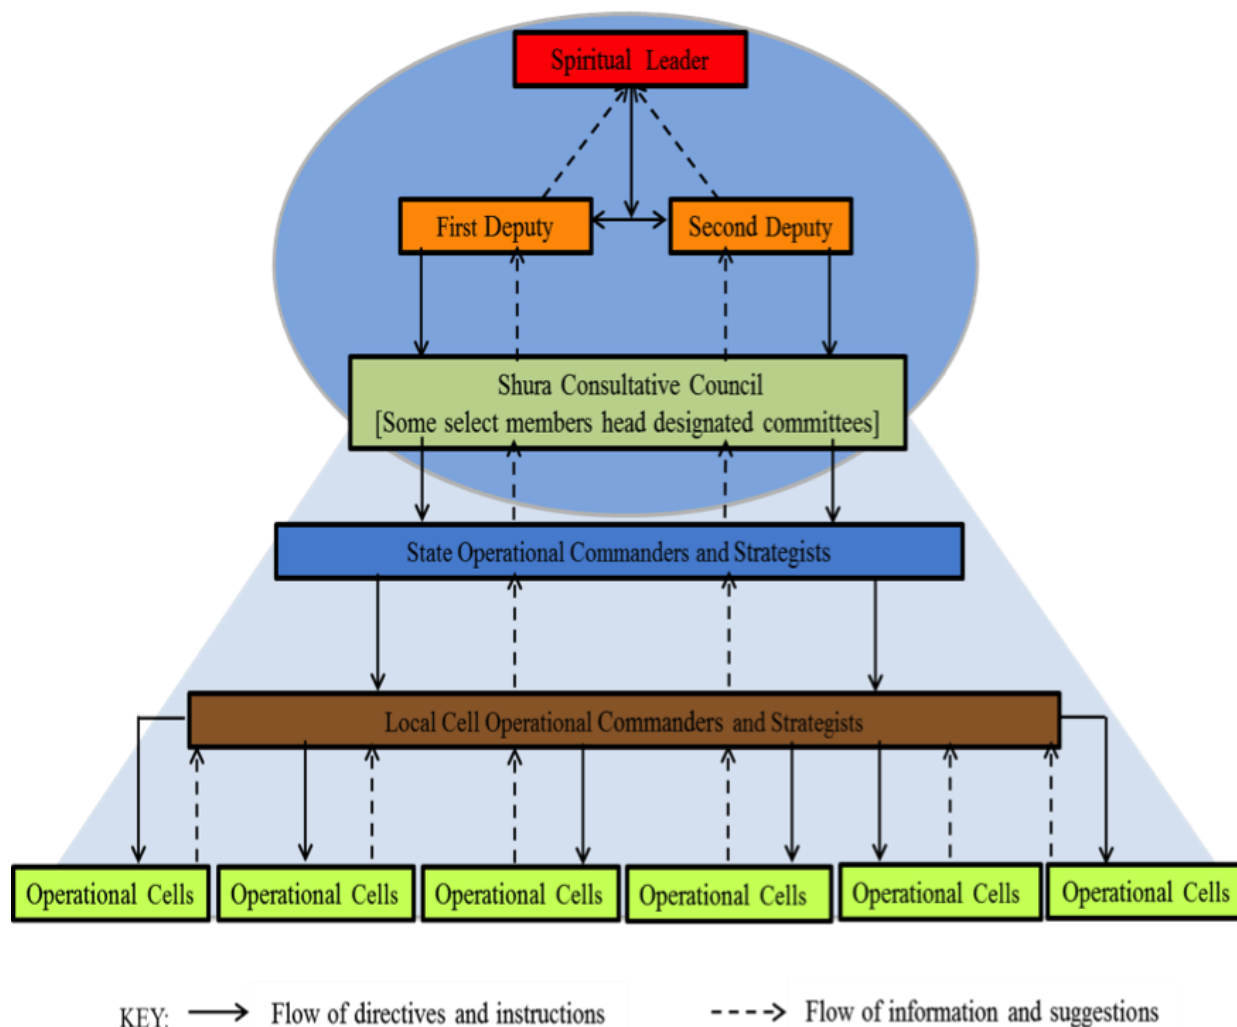 Spiritual Leader
First Deputy
Second Deputy
Shura Consultative Council
[Some select members head designated committees]
State Operational Commanders and Strategists
Local Cell Operational Commanders and Strategists
Operational Cells
Operational Cells
Operational Cells
Operational Cells
Operational Cells
Operational Cells
KEY:
Flow of directives and instructions
Flow of information and suggestions